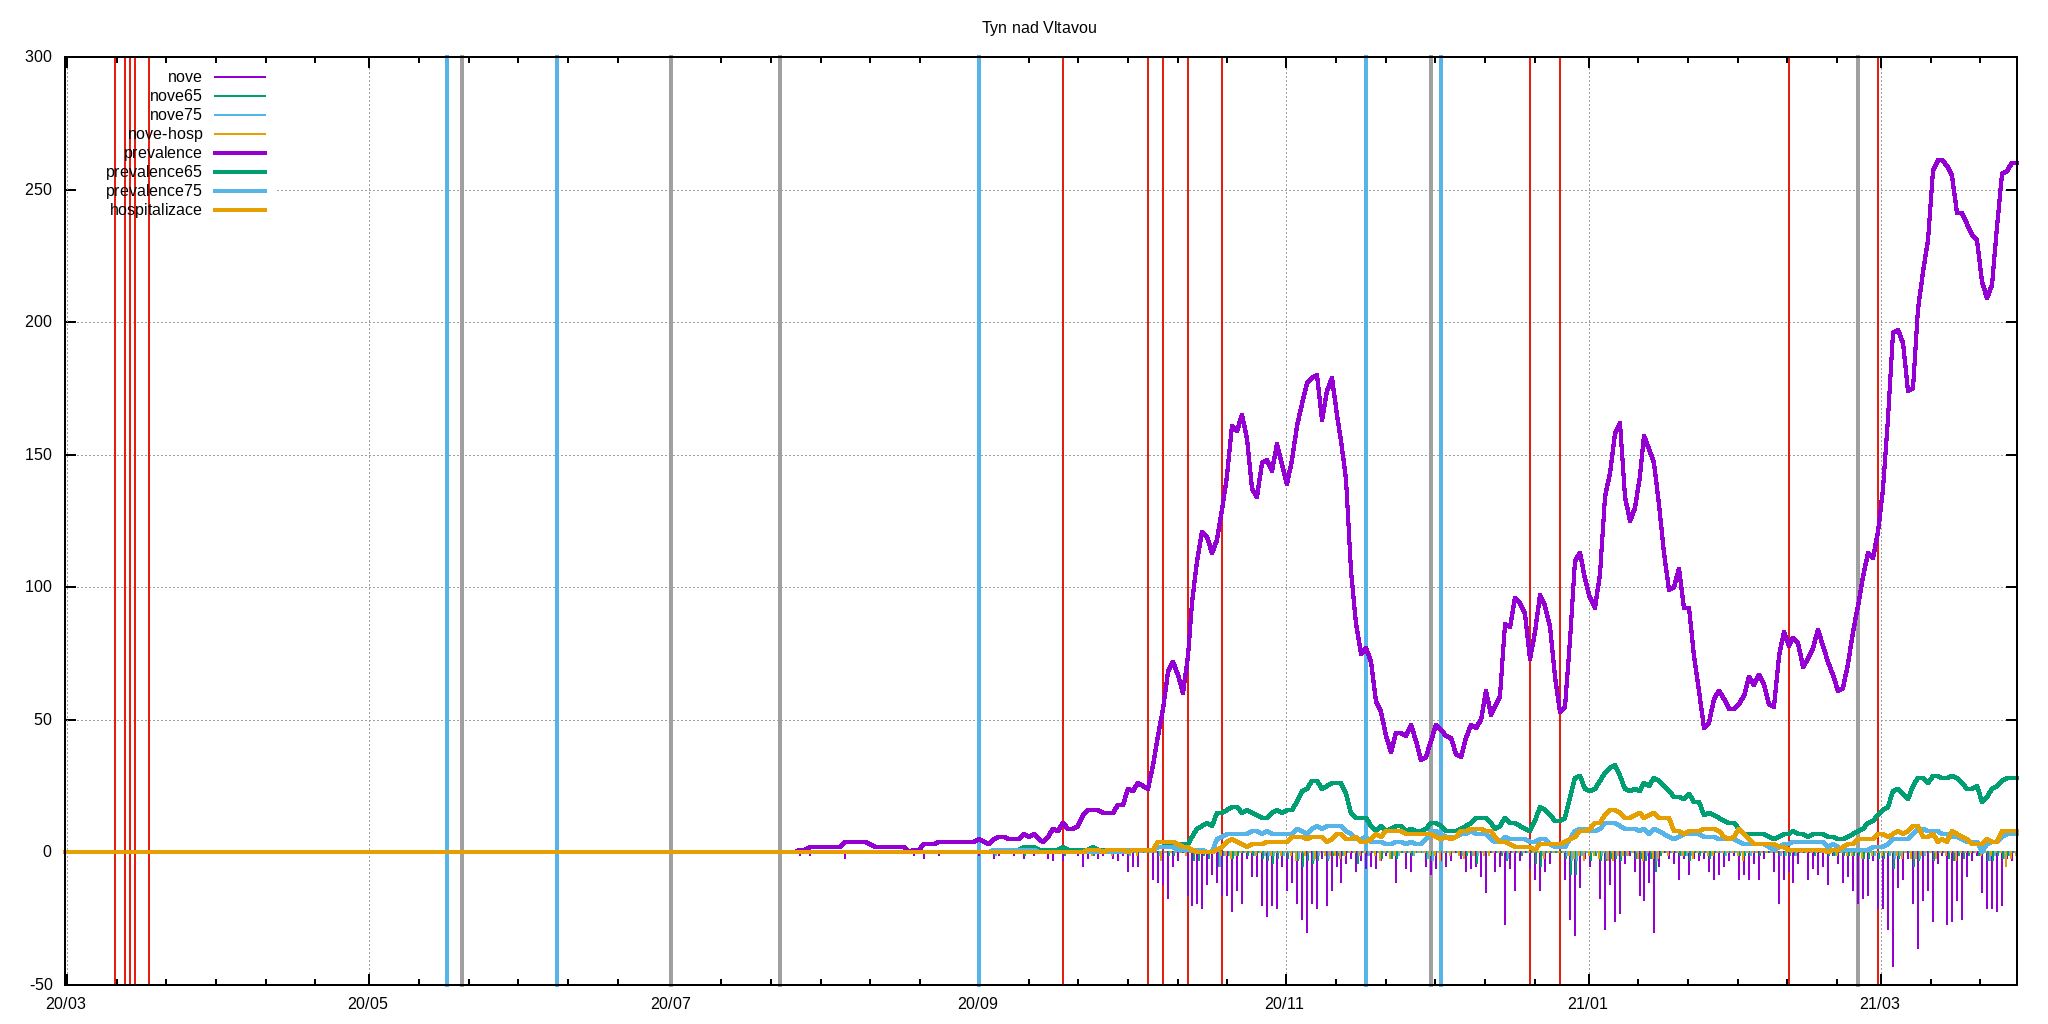 Tyn nad Vltavou
300
nove
nove65
nove75
nove-hosp
prevalence
prevalence65
prevalence75
hospitalizace
250
200
150
100
50
0
-50
20/03 20/05 20/07 20/09 20/11 21/01 21/03